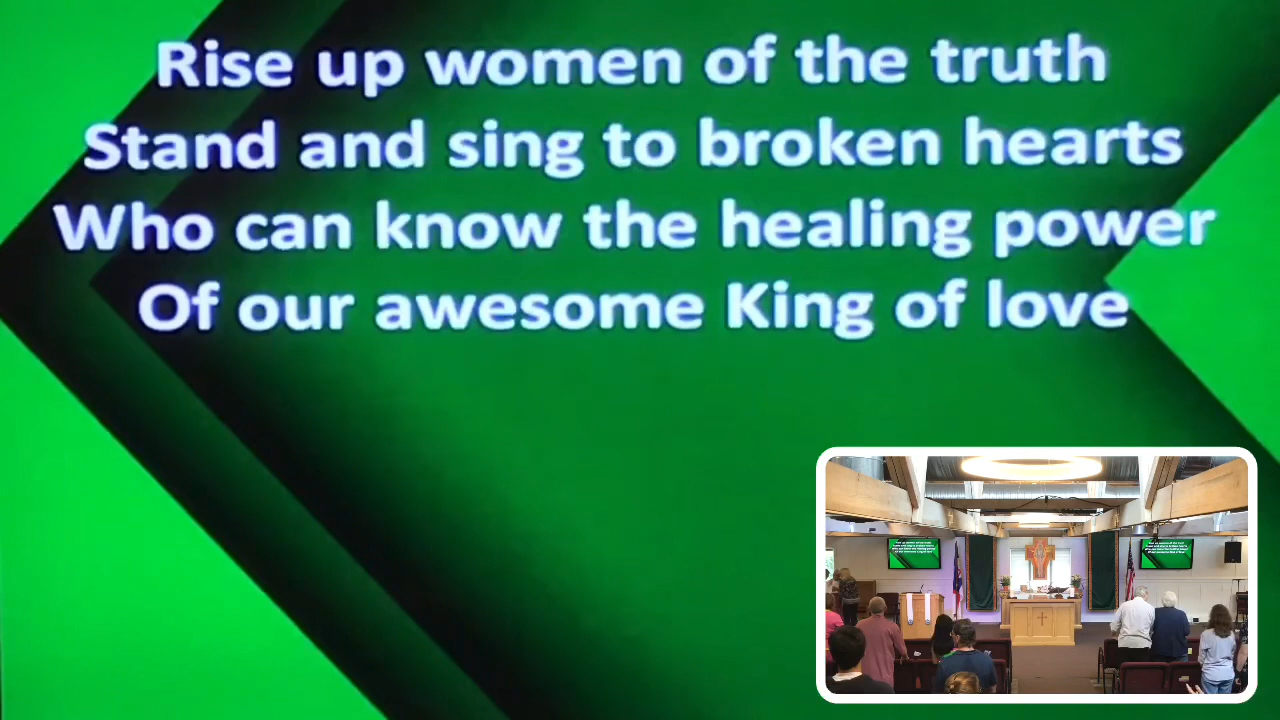 Rise up women of the truth
Stand and sing to broken hearts
Who can know the healing power
Of our awesome King of love